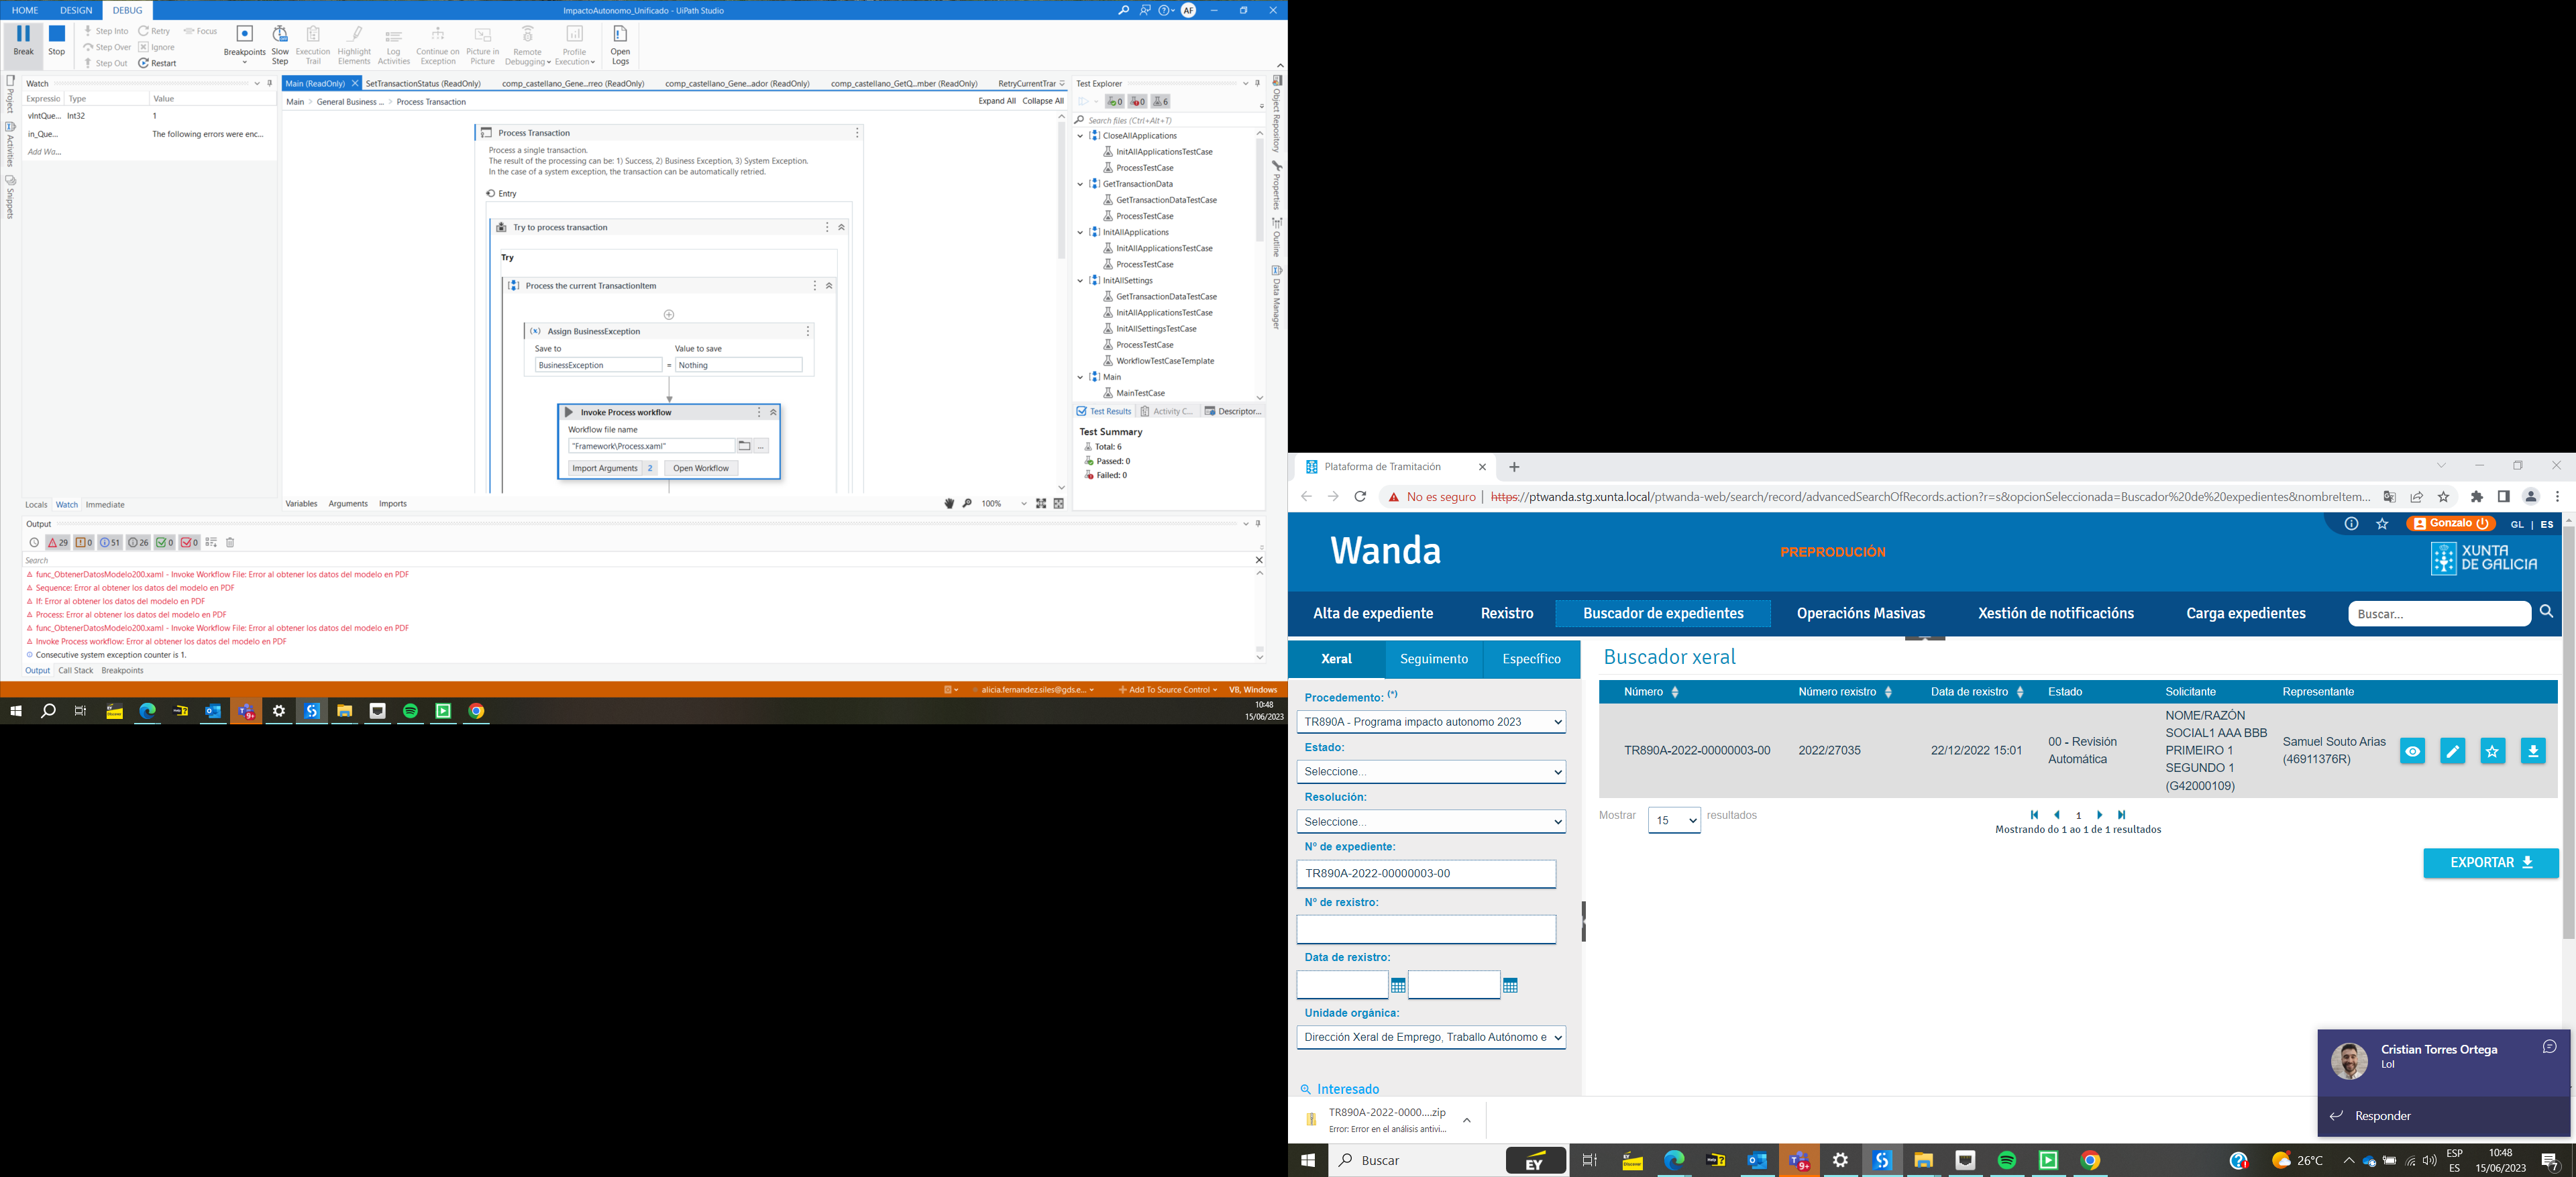 HOME DESIGN DEBUG
ImpactoAutonomo_Unificado - UiPath Studio
AF
Break
Stop
Step Into Retry Focus
Step Over Ignore
Step Out Restart
Breakpoints
Slow Step
Execution Trail
Highlight Elements
Log Activities
Continue on Exception
Picture in Picture
Remote Debugging
Profile Execution
Open Logs
Project
Activities
Snippets
Watch
Expressio Type Value
vIntQue... Int32 1
in_Que... The following errors were enc...
Add Wa...
Locals Watch Immediate
Main (ReadOnly) SetTransactionStatus (ReadOnly) comp_castellano_Gene...rreo (ReadOnly) comp_castellano_Gene...ador (ReadOnly) comp_castellano_GetQ...mber (ReadOnly) RetryCurrentTrar
Main > General Business ... > Process Transaction
Expand All Collapse All
Process Transaction
Process a single transaction.
The result of the processing can be: 1) Success, 2) Business Exception, 3) System Exception.
In the case of a system exception, the transaction can be automatically retried.
Entry
Try to process transaction
Try
Process the current TransactionItem
(x) Assign BusinessException
Save to Value to save
BusinessException = Nothing
Invoke Process workflow
Workflow file name
"Framework\Process.xaml"
...
Import Arguments 2 Open Workflow
Variables Arguments Imports
100%
Test Explorer
0 0 6
Search files (Ctrl+Alt+T)
CloseAllApplications
InitAllApplicationsTestCase
ProcessTestCase
GetTransactionData
GetTransactionDataTestCase
ProcessTestCase
InitAllApplications
InitAllApplicationsTestCase
ProcessTestCase
InitAllSettings
GetTransactionDataTestCase
InitAllApplicationsTestCase
InitAllSettingsTestCase
ProcessTestCase
WorkflowTestCaseTemplate
Main
MainTestCase
Test Results Activity C... Descriptor...
Test Summary
Total: 6
Passed: 0
Failed: 0
Object Repository
Properties
Outline
Data Manager
Output
29 0 51 26 0 0
Search
func_ObtenerDatosModelo200.xaml - Invoke Workflow File: Error al obtener los datos del modelo en PDF
Sequence: Error al obtener los datos del modelo en PDF
If: Error al obtener los datos del modelo en PDF
Process: Error al obtener los datos del modelo en PDF
func_ObtenerDatosModelo200.xaml - Invoke Workflow File: Error al obtener los datos del modelo en PDF
Invoke Process workflow: Error al obtener los datos del modelo en PDF
Consecutive system exception counter is 1.
Output Call Stack Breakpoints
alicia.fernandez.siles@gds.e... Add To Source Control VB, Windows
10:48
15/06/2023
Plataforma de Tramitación
No es seguro | https://ptwanda.stg.xunta.local/ptwanda-web/search/record/advancedSearchOfRecords.action?r=s&opcionSeleccionada=Buscador%20de%20expedientes&nombreItem...
Gonzalo
GL | ES
Wanda
PREPRODUCIÓN
XUNTA
DE GALICIA
Alta de expediente Rexistro Buscador de expedientes Operacións Masivas Xestión de notificacións Carga expedientes Buscar...
Xeral Seguimento Específico
Procedemento: (*)
TR890A - Programa impacto autonomo 2023
Estado:
Seleccione...
Resolución:
Seleccione...
Nº de expediente:
TR890A-2022-00000003-00
Nº de rexistro:
Data de rexistro:
Unidade orgánica:
Dirección Xeral de Emprego, Traballo Autónomo e
Interesado
Buscador xeral
Número Número rexistro Data de rexistro Estado Solicitante Representante
TR890A-2022-00000003-00 2022/27035 22/12/2022 15:01
00 - Revisión
Automática
NOME/RAZÓN
SOCIAL1 AAA BBB
PRIMEIRO 1
SEGUNDO 1
(G42000109)
Samuel Souto Arias
(46911376R)
Mostrar 15 resultados
1
Mostrando do 1 ao 1 de 1 resultados
EXPORTAR
Cristian Torres Ortega
Lol
Responder
TR890A-2022-0000....zip
Error: Error en el análisis antivi...
Buscar
EY
9+
26°C
ESP
ES
10:48
15/06/2023
7